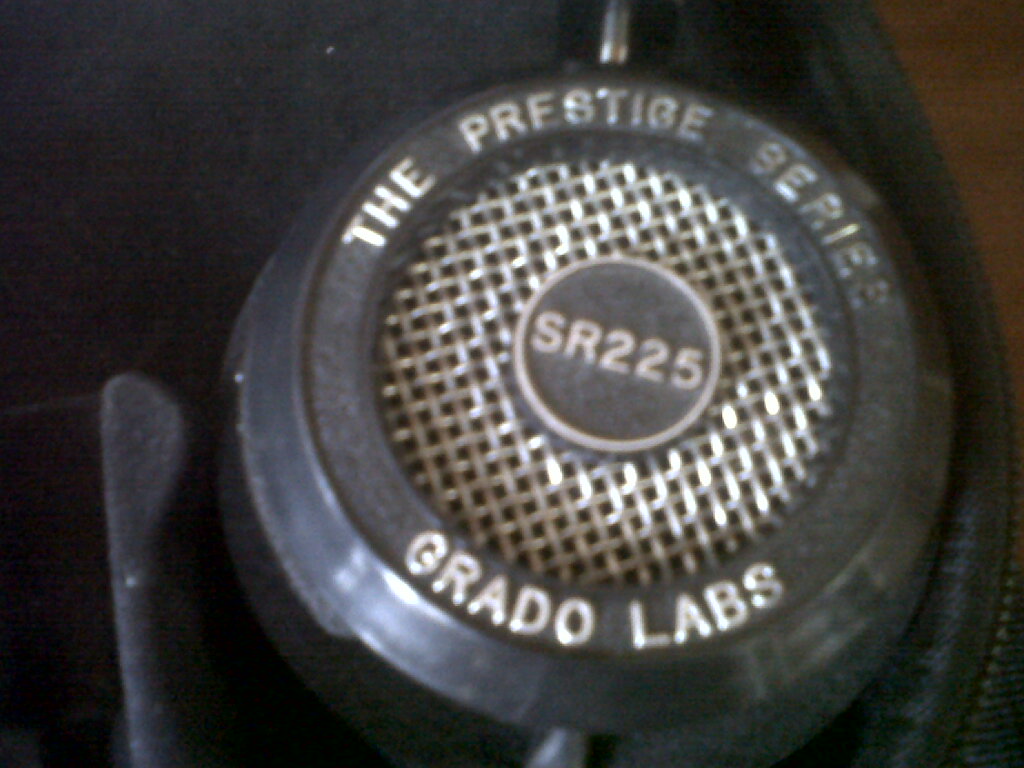 THE PRESTIGE SERIES
SR225
GRADO LABS